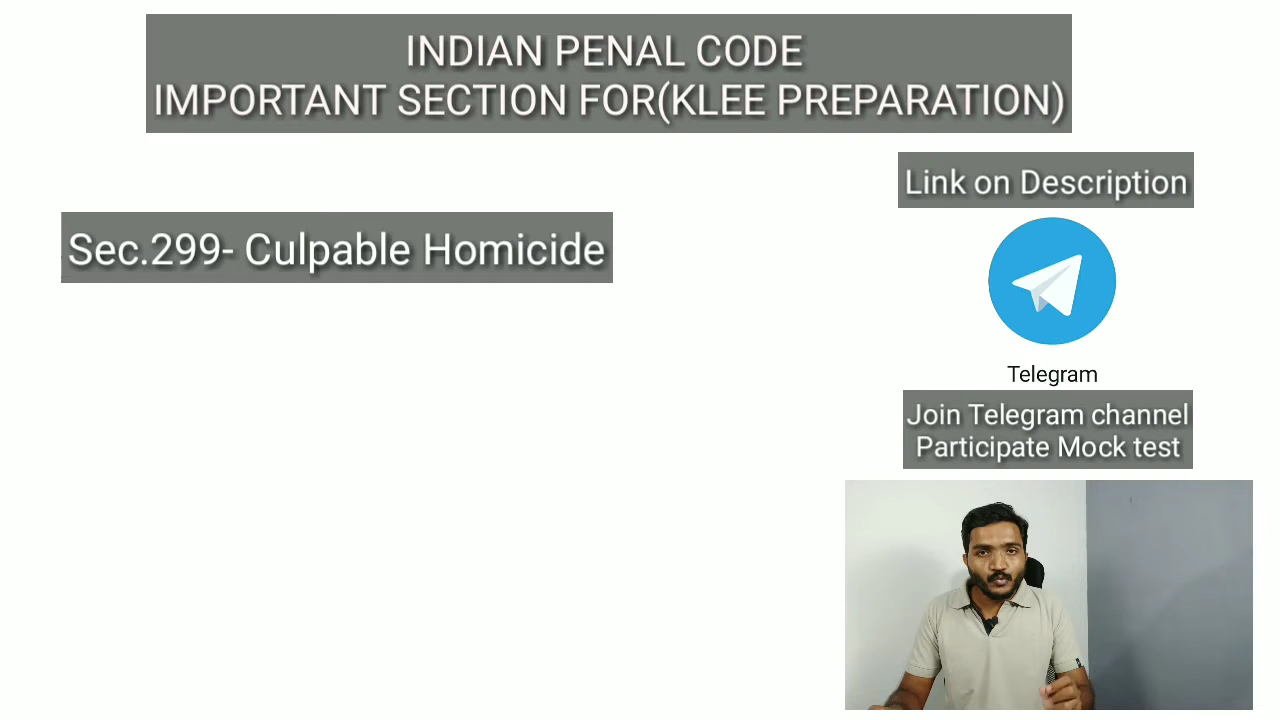 INDIAN PENAL CODE
IMPORTANT SECTION FOR(KLEE PREPARATION)
Link on Description
Sec.299- Culpable Homicide
Telegram
Join Telegram channel
Participate Mock test